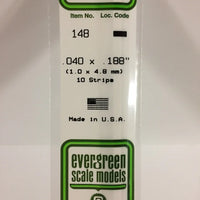 Item No. Loc. Code
148
.040 x .188"
(1.0 x 4.8 mm)
10 Strips
Made in U.S.A.
evergreen
scale models